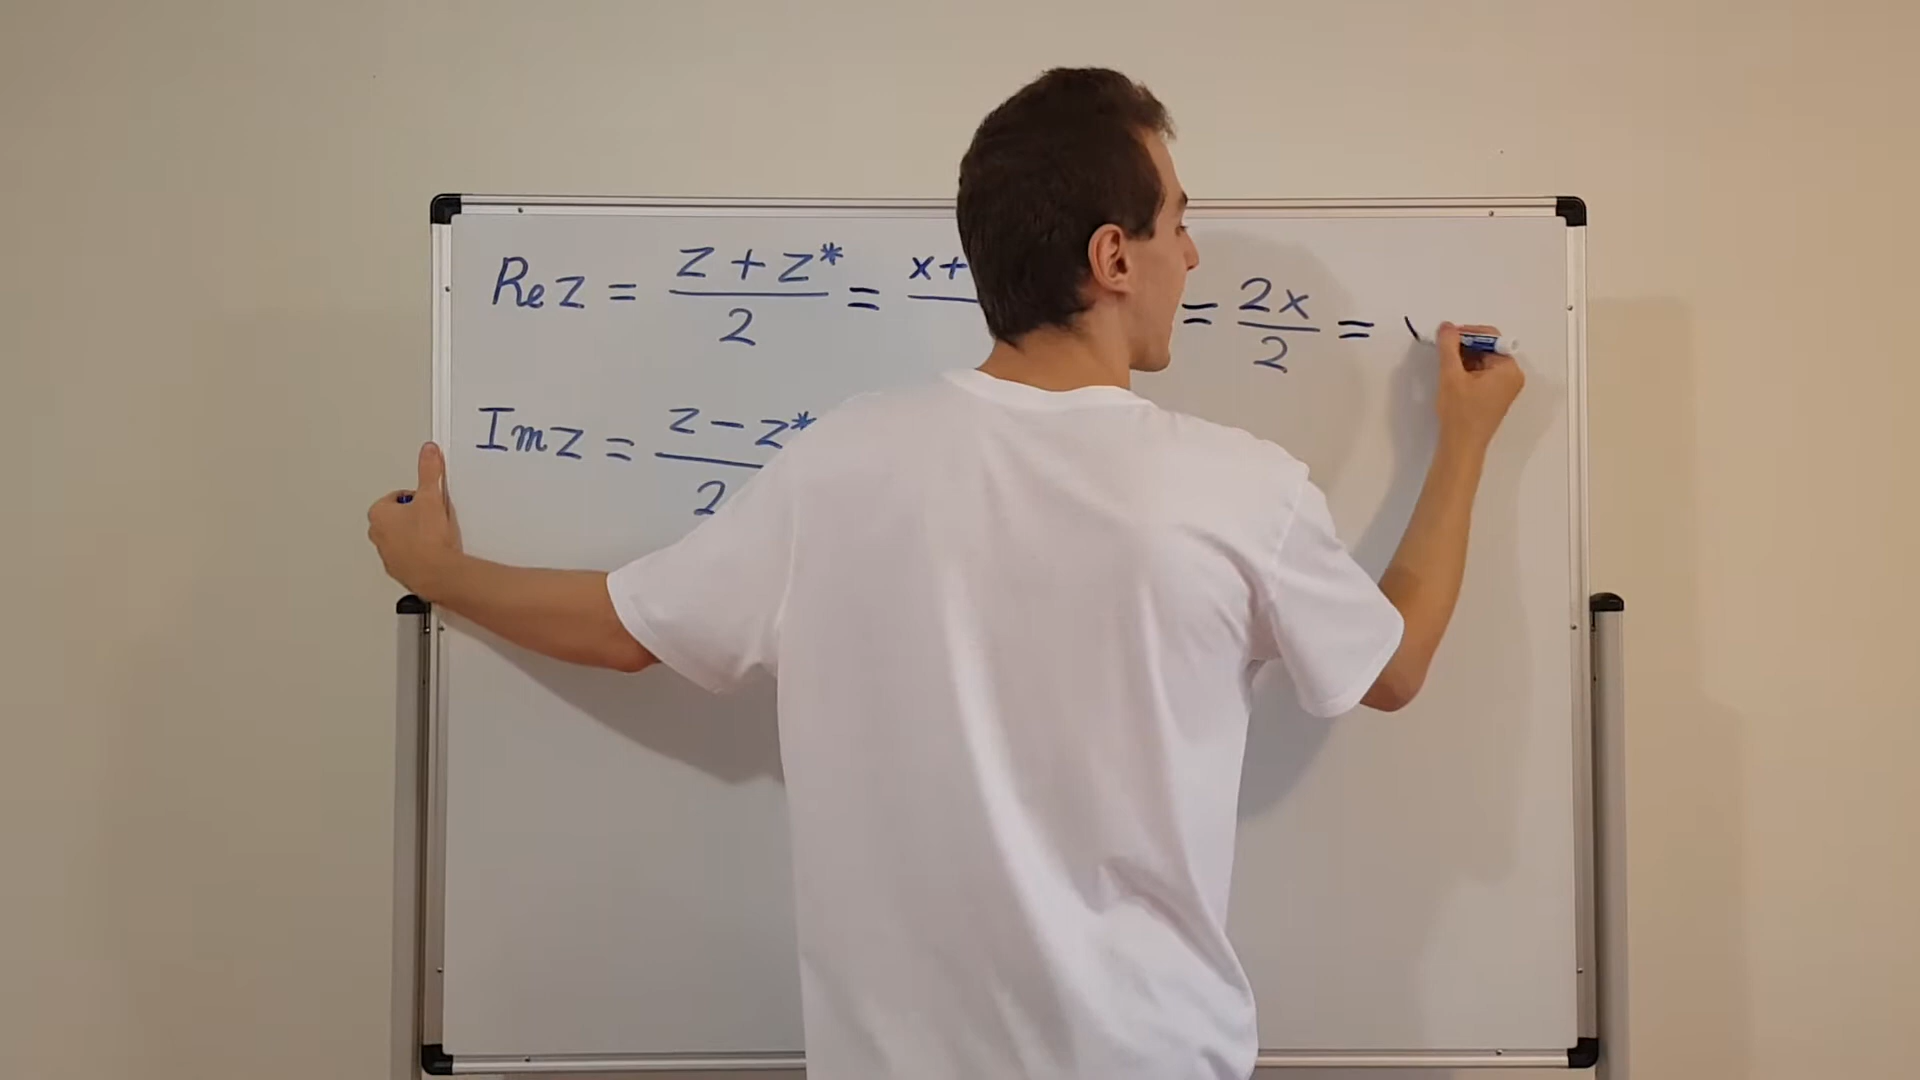 Re z = (z + z*)/2 = x+ = 2x/2 =
Im z = (z − z*)/2